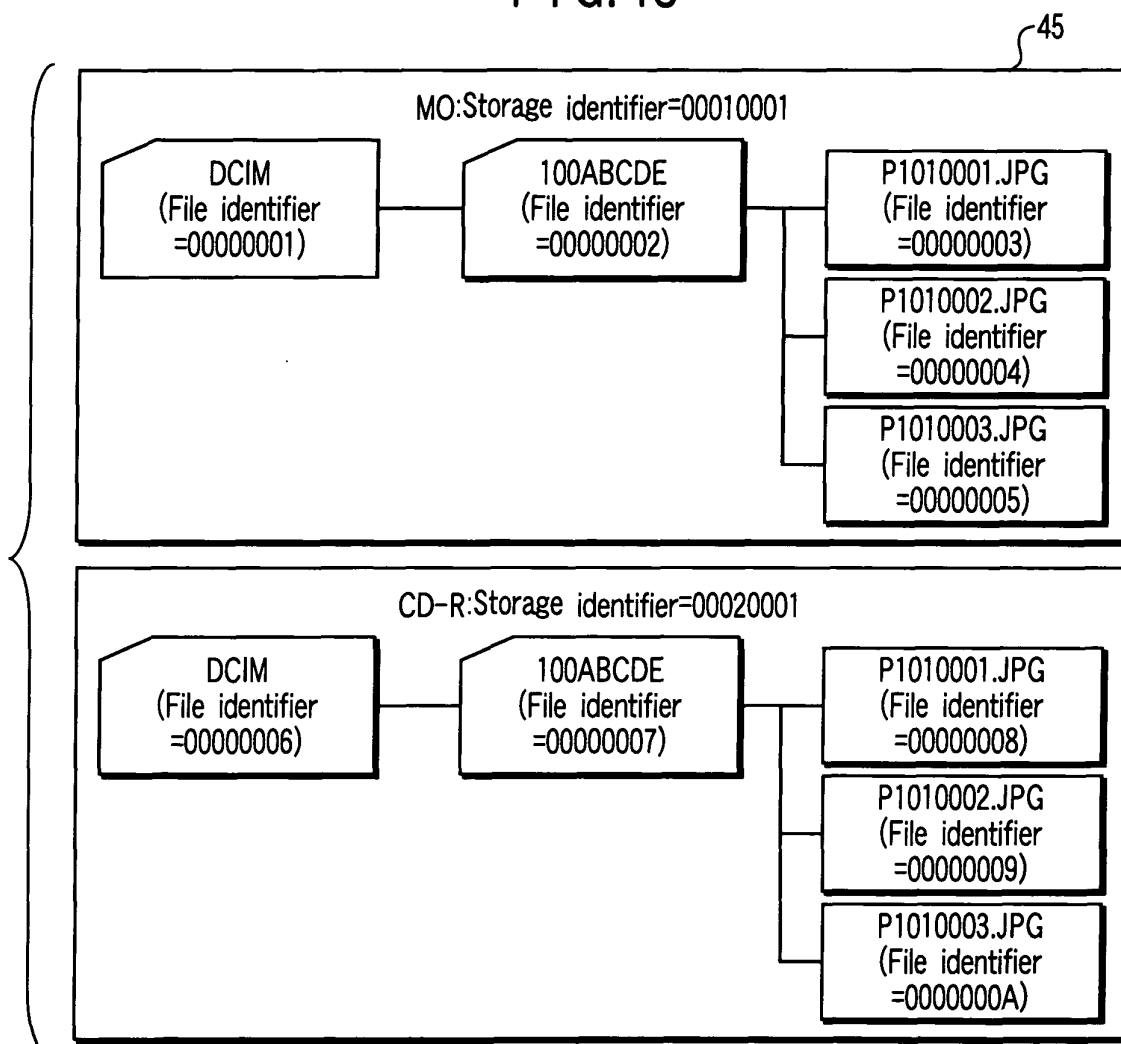 45
MO:Storage identifier=00010001
DCIM
(File identifier
=00000001)
100ABCDE
(File identifier
=00000002)
P1010001.JPG
(File identifier
=00000003)
P1010002.JPG
(File identifier
=00000004)
P1010003.JPG
(File identifier
=00000005)
CD-R:Storage identifier=00020001
DCIM
(File identifier
=00000006)
100ABCDE
(File identifier
=00000007)
P1010001.JPG
(File identifier
=00000008)
P1010002.JPG
(File identifier
=00000009)
P1010003.JPG
(File identifier
=0000000A)